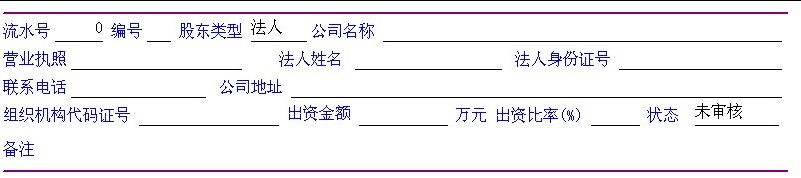 流水号 0 编号 股东类型 法人 公司名称
营业执照 法人姓名 法人身份证号
联系电话 公司地址
组织机构代码证号 出资金额 万元 出资比率(%) 状态 未审核
备注